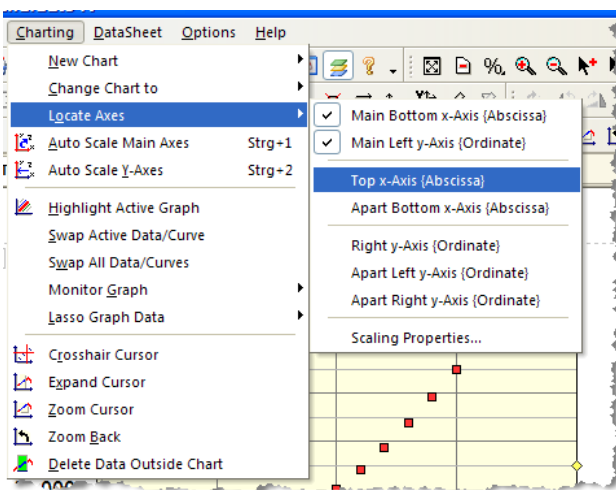 Charting DataSheet Options Help
New Chart
Change Chart to
Locate Axes
Auto Scale Main Axes Strg+1
Auto Scale Y-Axes Strg+2
Highlight Active Graph
Swap Active Data/Curve
Swap All Data/Curves
Monitor Graph
Lasso Graph Data
Crosshair Cursor
Expand Cursor
Zoom Cursor
Zoom Back
Delete Data Outside Chart
Main Bottom x-Axis {Abscissa}
Main Left y-Axis {Ordinate}
Top x-Axis {Abscissa}
Apart Bottom x-Axis {Abscissa}
Right y-Axis {Ordinate}
Apart Left y-Axis {Ordinate}
Apart Right y-Axis {Ordinate}
Scaling Properties...